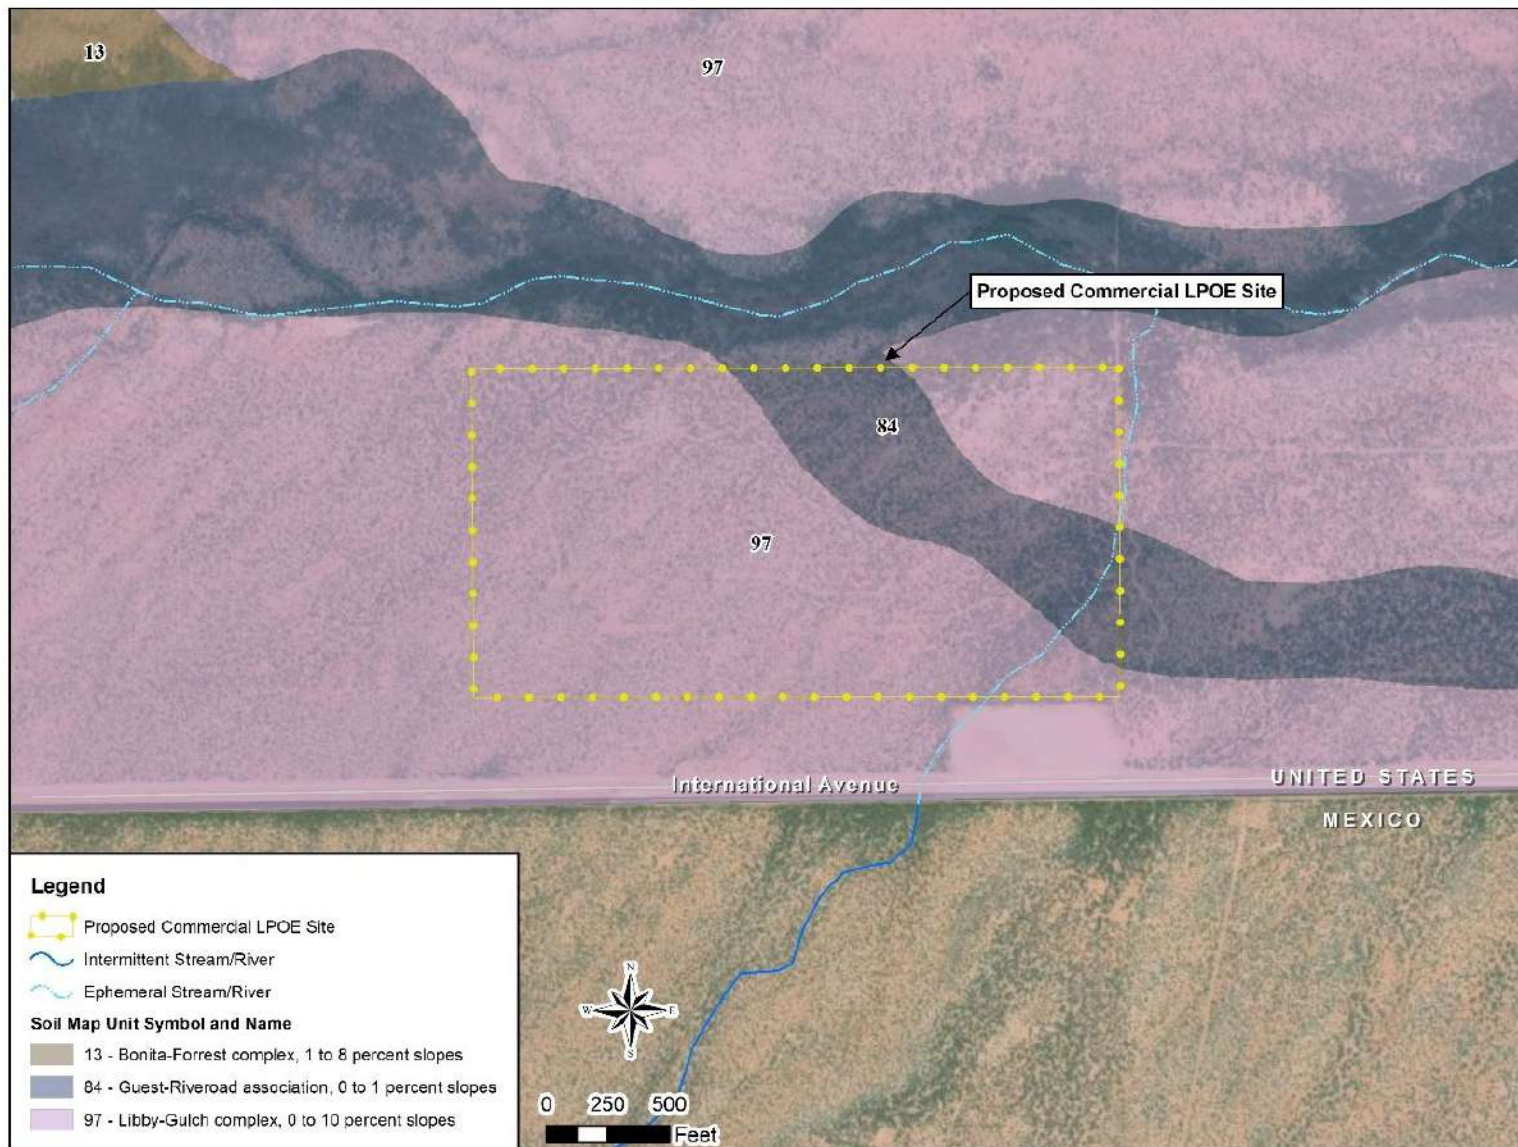 13
97
Proposed Commercial LPOE Site
84
97
International Avenue
UNITED STATES
MEXICO
Legend
Proposed Commercial LPOE Site
Intermittent Stream/River
Ephemeral Stream/River
Soil Map Unit Symbol and Name
13 - Bonita-Forrest complex, 1 to 8 percent slopes
84 - Guest-Riveroad association, 0 to 1 percent slopes
97 - Libby-Gulch complex, 0 to 10 percent slopes
N
W E
S
0 250 500
Feet